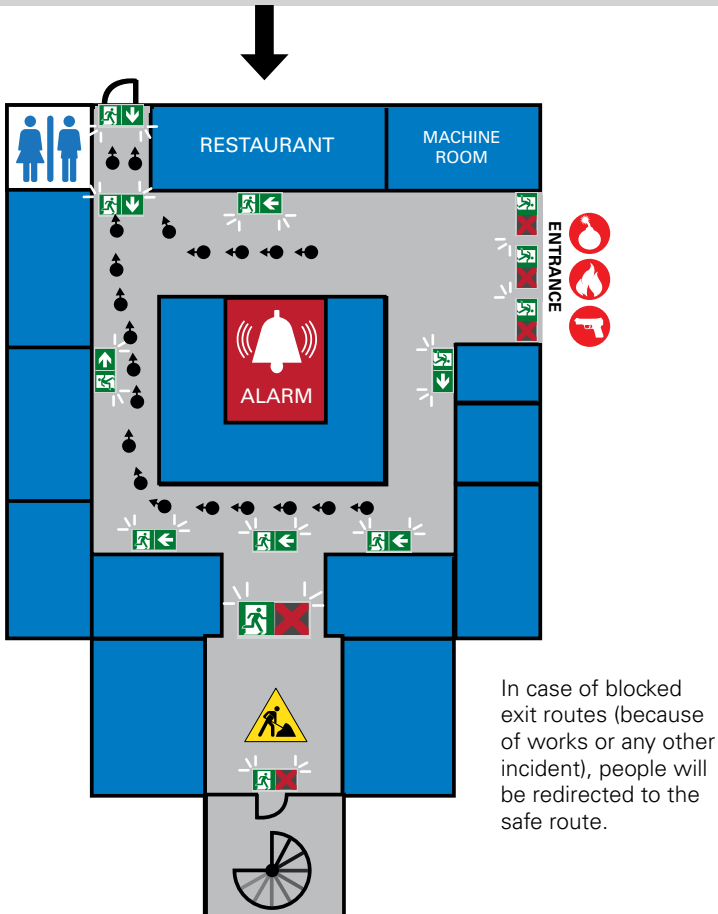 RESTAURANT
MACHINE
ROOM
ENTRANCE
ALARM
In case of blocked
exit routes (because
of works or any other
incident), people will
be redirected to the
safe route.